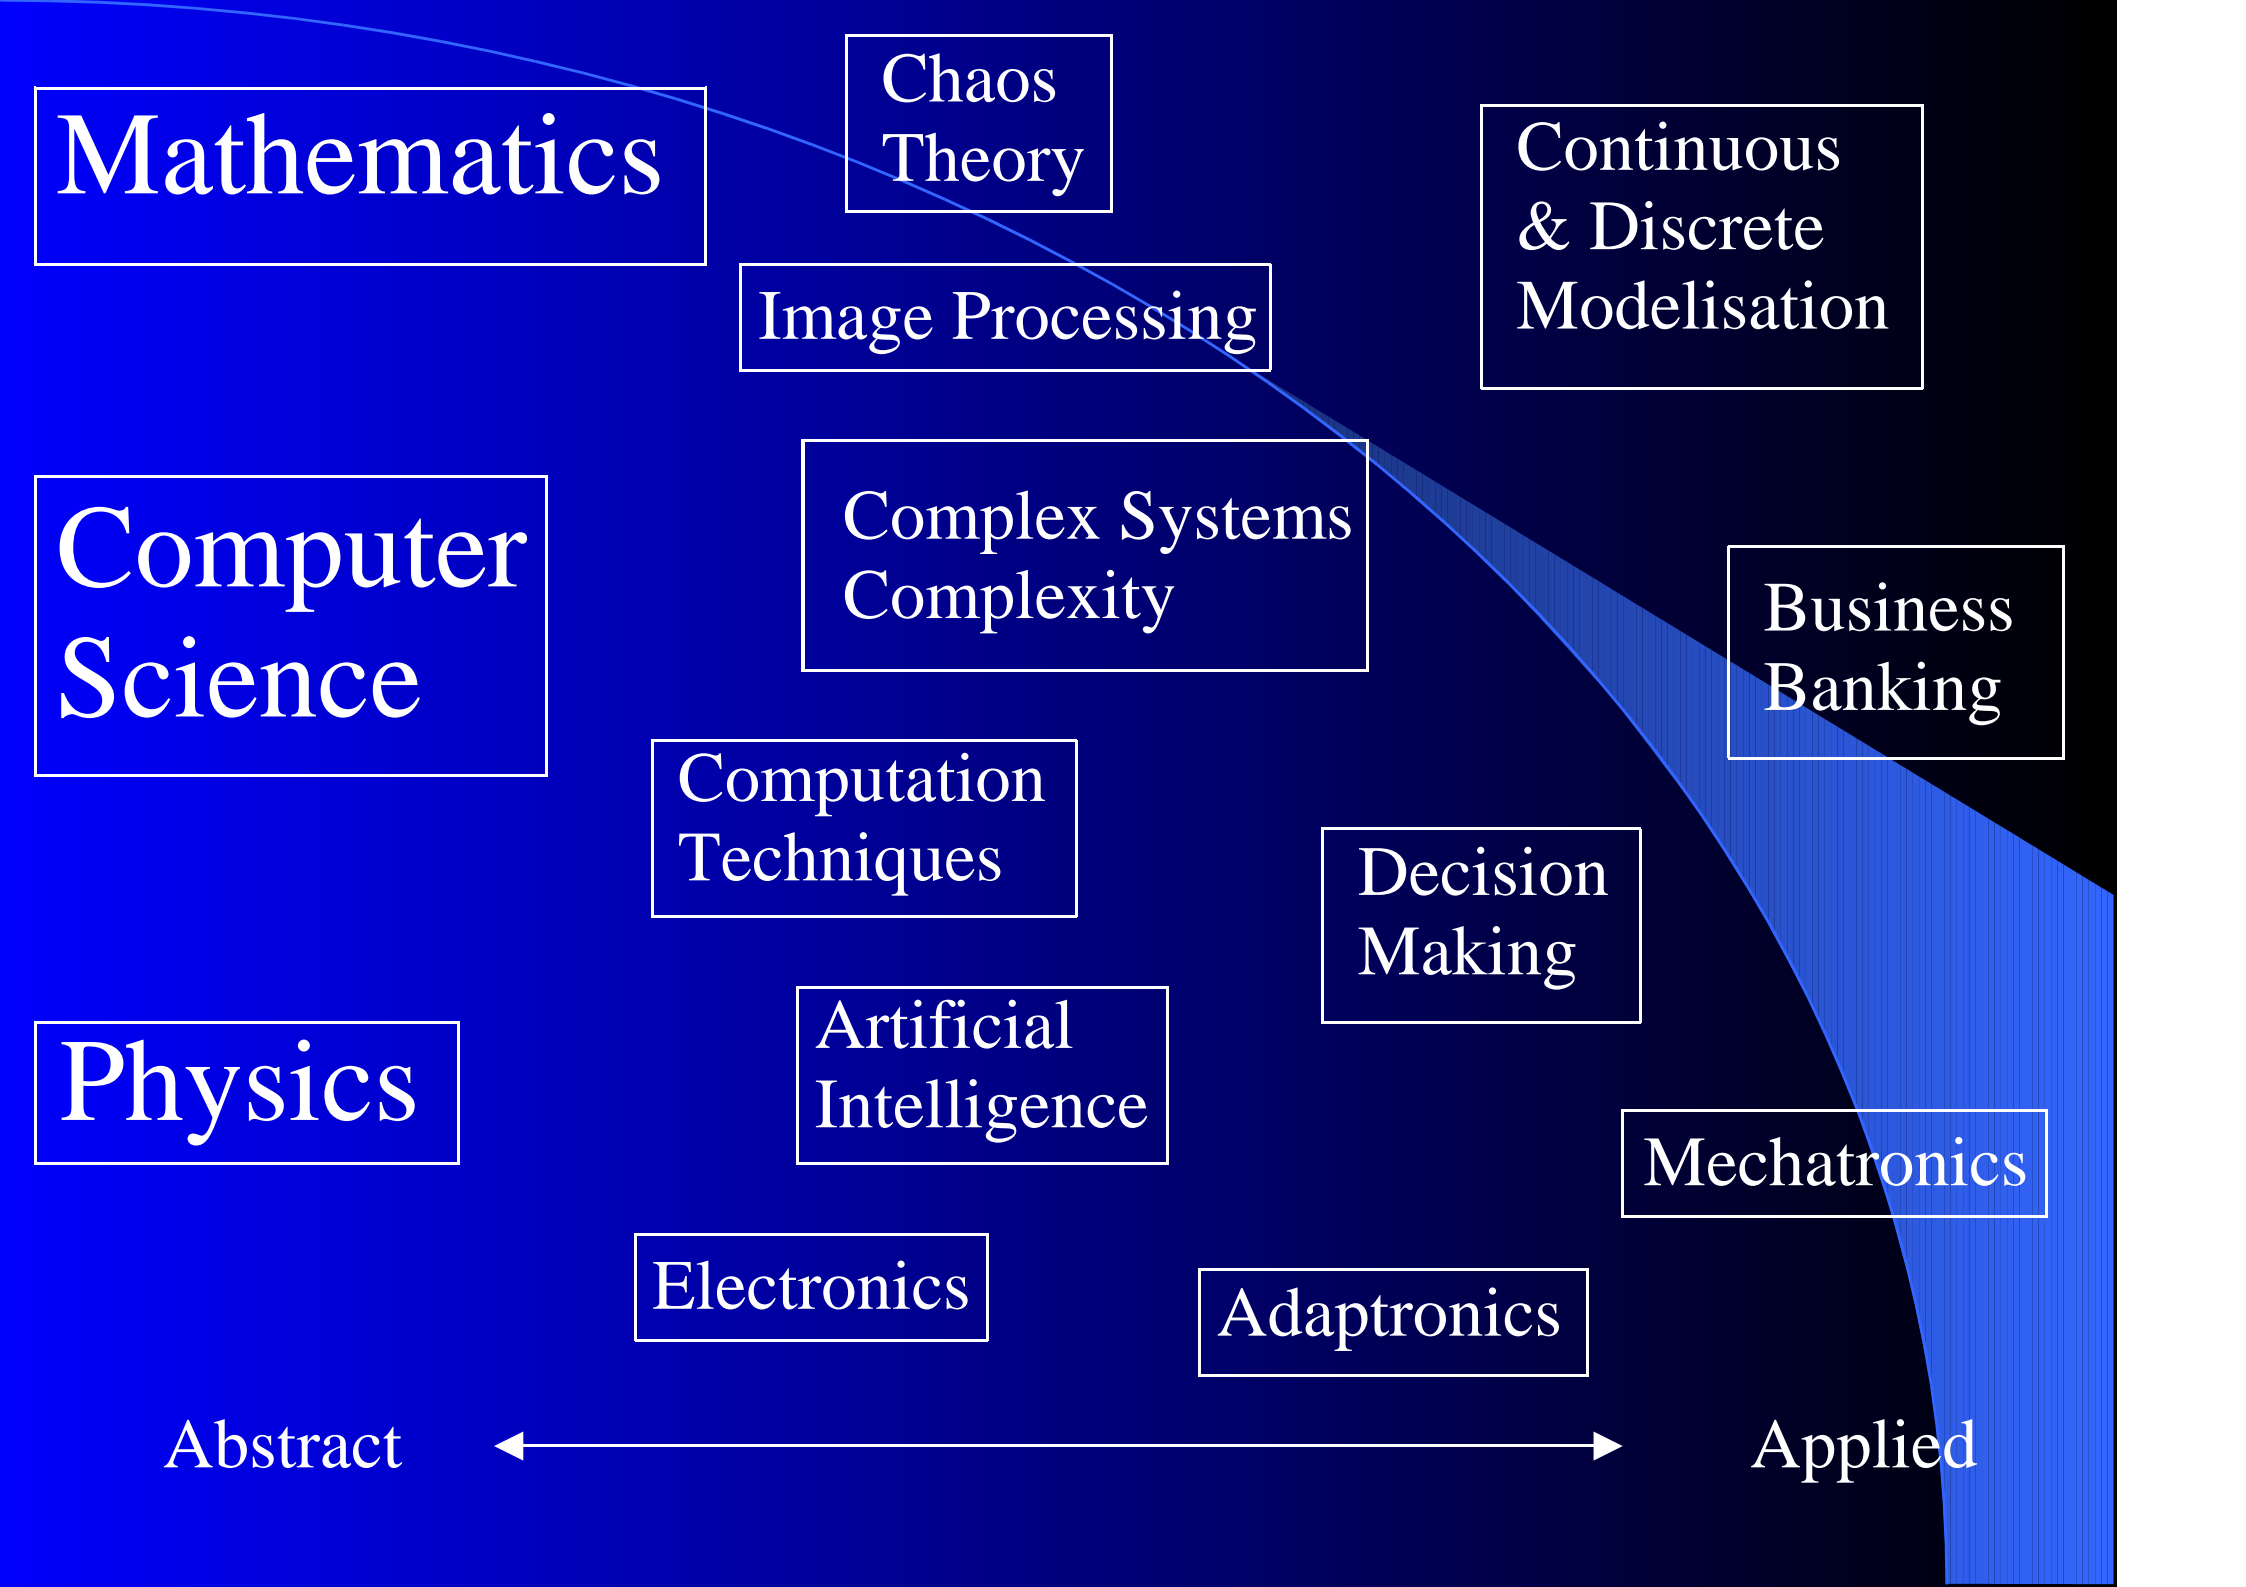 Mathematics
Chaos
Theory
Continuous
& Discrete
Modelisation
Image Processing
Computer
Science
Complex Systems
Complexity
Business
Banking
Computation
Techniques
Decision
Making
Physics
Artificial
Intelligence
Mechatronics
Electronics
Adaptronics
Abstract
Applied